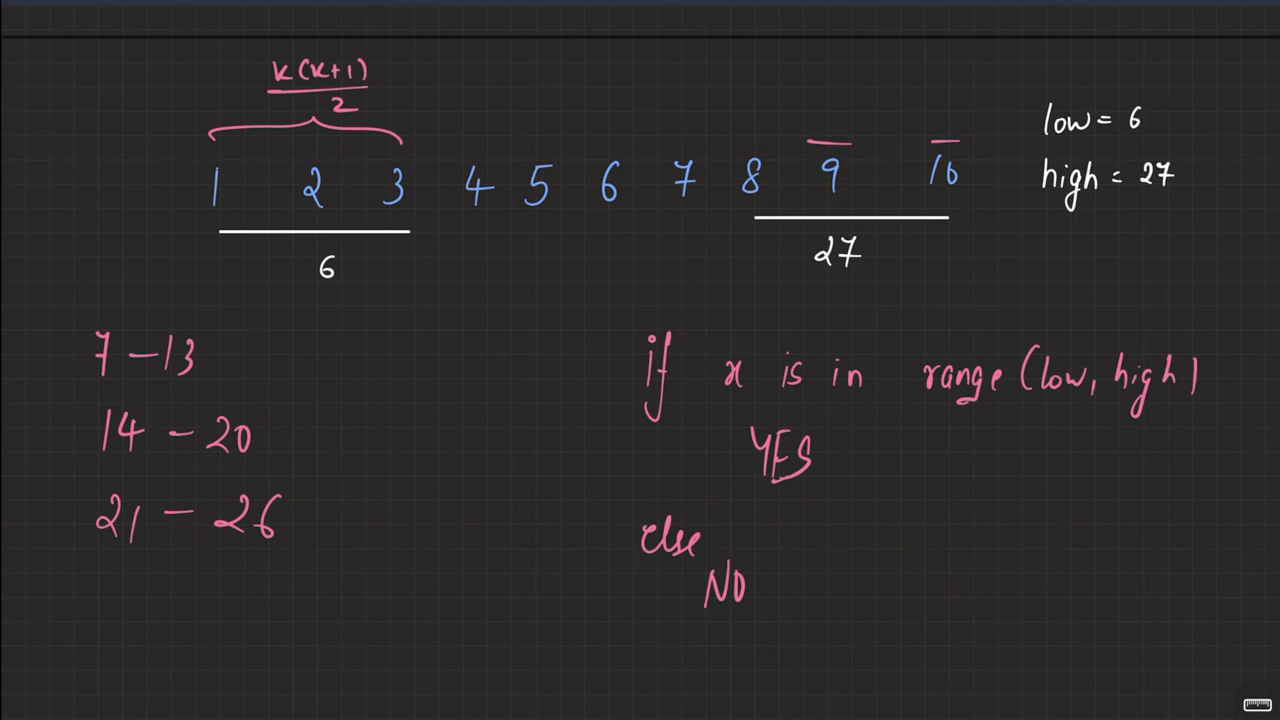 k(k+1)
2
low = 6
high = 27
1 2 3 4 5 6 7 8 9 10
6
27
7 - 13
14 - 20
21 - 26
if x is in range (low, high)
YES
else
NO